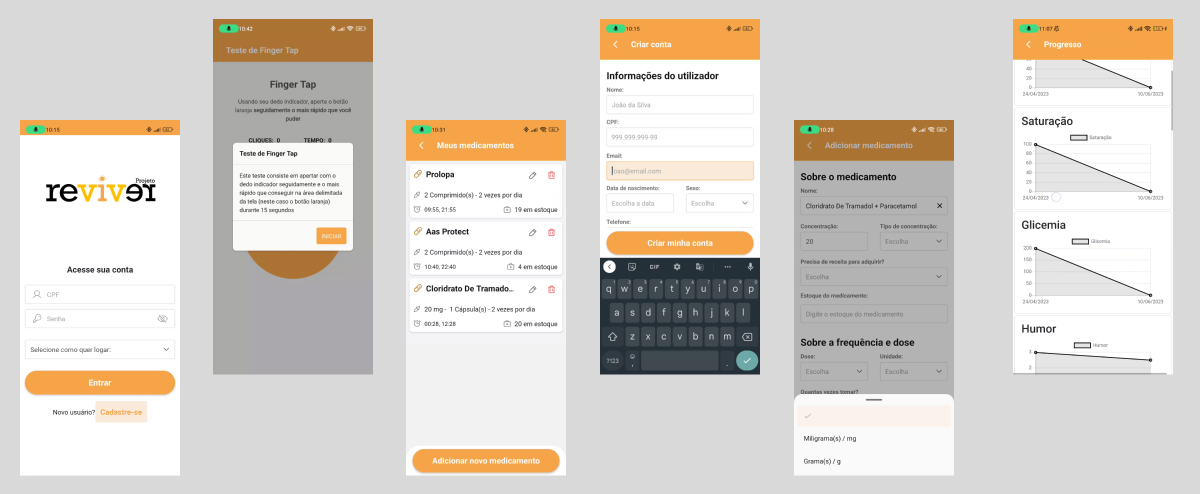 10:15
Projeto
reviver
Acesse sua conta
CPF
Senha
Selecione como quer logar:
Entrar
Novo usuário? Cadastre-se
10:42
Teste de Finger Tap
Finger Tap
Usando seu dedo indicador, aperte o botão
laranja seguidamente o mais rápido que você
puder
CLIQUES: 0 TEMPO: 0
Teste de Finger Tap
Este teste consiste em apertar com o
dedo indicador seguidamente e o mais
rápido que conseguir na área delimitada
da tela (neste caso o botão laranja)
durante 15 segundos
INICIAR
10:31
Meus medicamentos
Prolopa
2 Comprimido(s) - 2 vezes por dia
09:55, 21:55 19 em estoque
Aas Protect
2 Comprimido(s) - 2 vezes por dia
10:40, 22:40 4 em estoque
Cloridrato De Tramado...
20 mg - 1 Cápsula(s) - 2 vezes por dia
00:28, 12:28 20 em estoque
Adicionar novo medicamento
10:15
Criar conta
Informações do utilizador
Nome:
João da Silva
CPF:
999.999.999-99
Email:
joao@email.com
Data de nascimento: Sexo:
Escolha a data Escolha
Telefone:
Criar minha conta
GIF
q w e r t y u i o p
a s d f g h j k l
z x c v b n m
?123 , .
10:28
Adicionar medicamento
Sobre o medicamento
Nome:
Cloridrato De Tramadol + Paracetamol
Concentração: Tipo de concentração:
20 Escolha
Precisa de receita para adquirir?
Escolha
Estoque do medicamento:
Digite o estoque do medicamento
Sobre a frequência e dose
Dose: Unidade:
Escolha Escolha
Quantas vezes tomar?
Miligrama(s) / mg
Grama(s) / g
11:07
Progresso
40
20
0
24/04/2023 10/06/2023
Saturação
Saturação
100
80
60
40
20
0
24/04/2023 10/06/2023
Glicemia
Glicemia
200
150
100
50
0
24/04/2023 10/06/2023
Humor
Humor
3
2